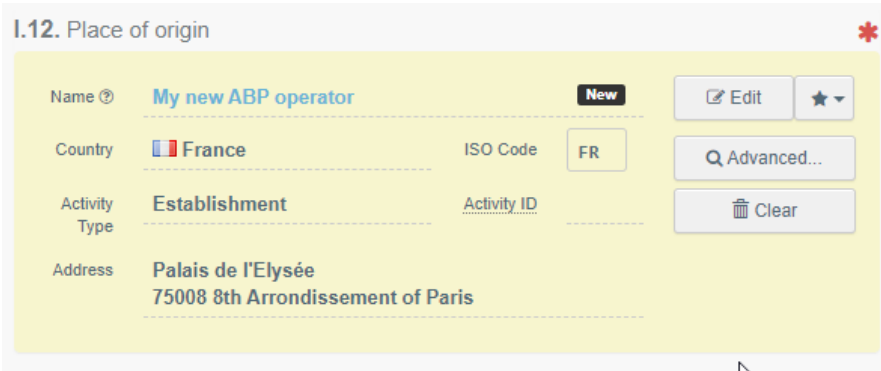 I.12. Place of origin
Name
My new ABP operator
New
Edit
Country
France
ISO Code
FR
Advanced...
Activity Type
Establishment
Activity ID
Clear
Address
Palais de l'Elysée
75008 8th Arrondissement of Paris